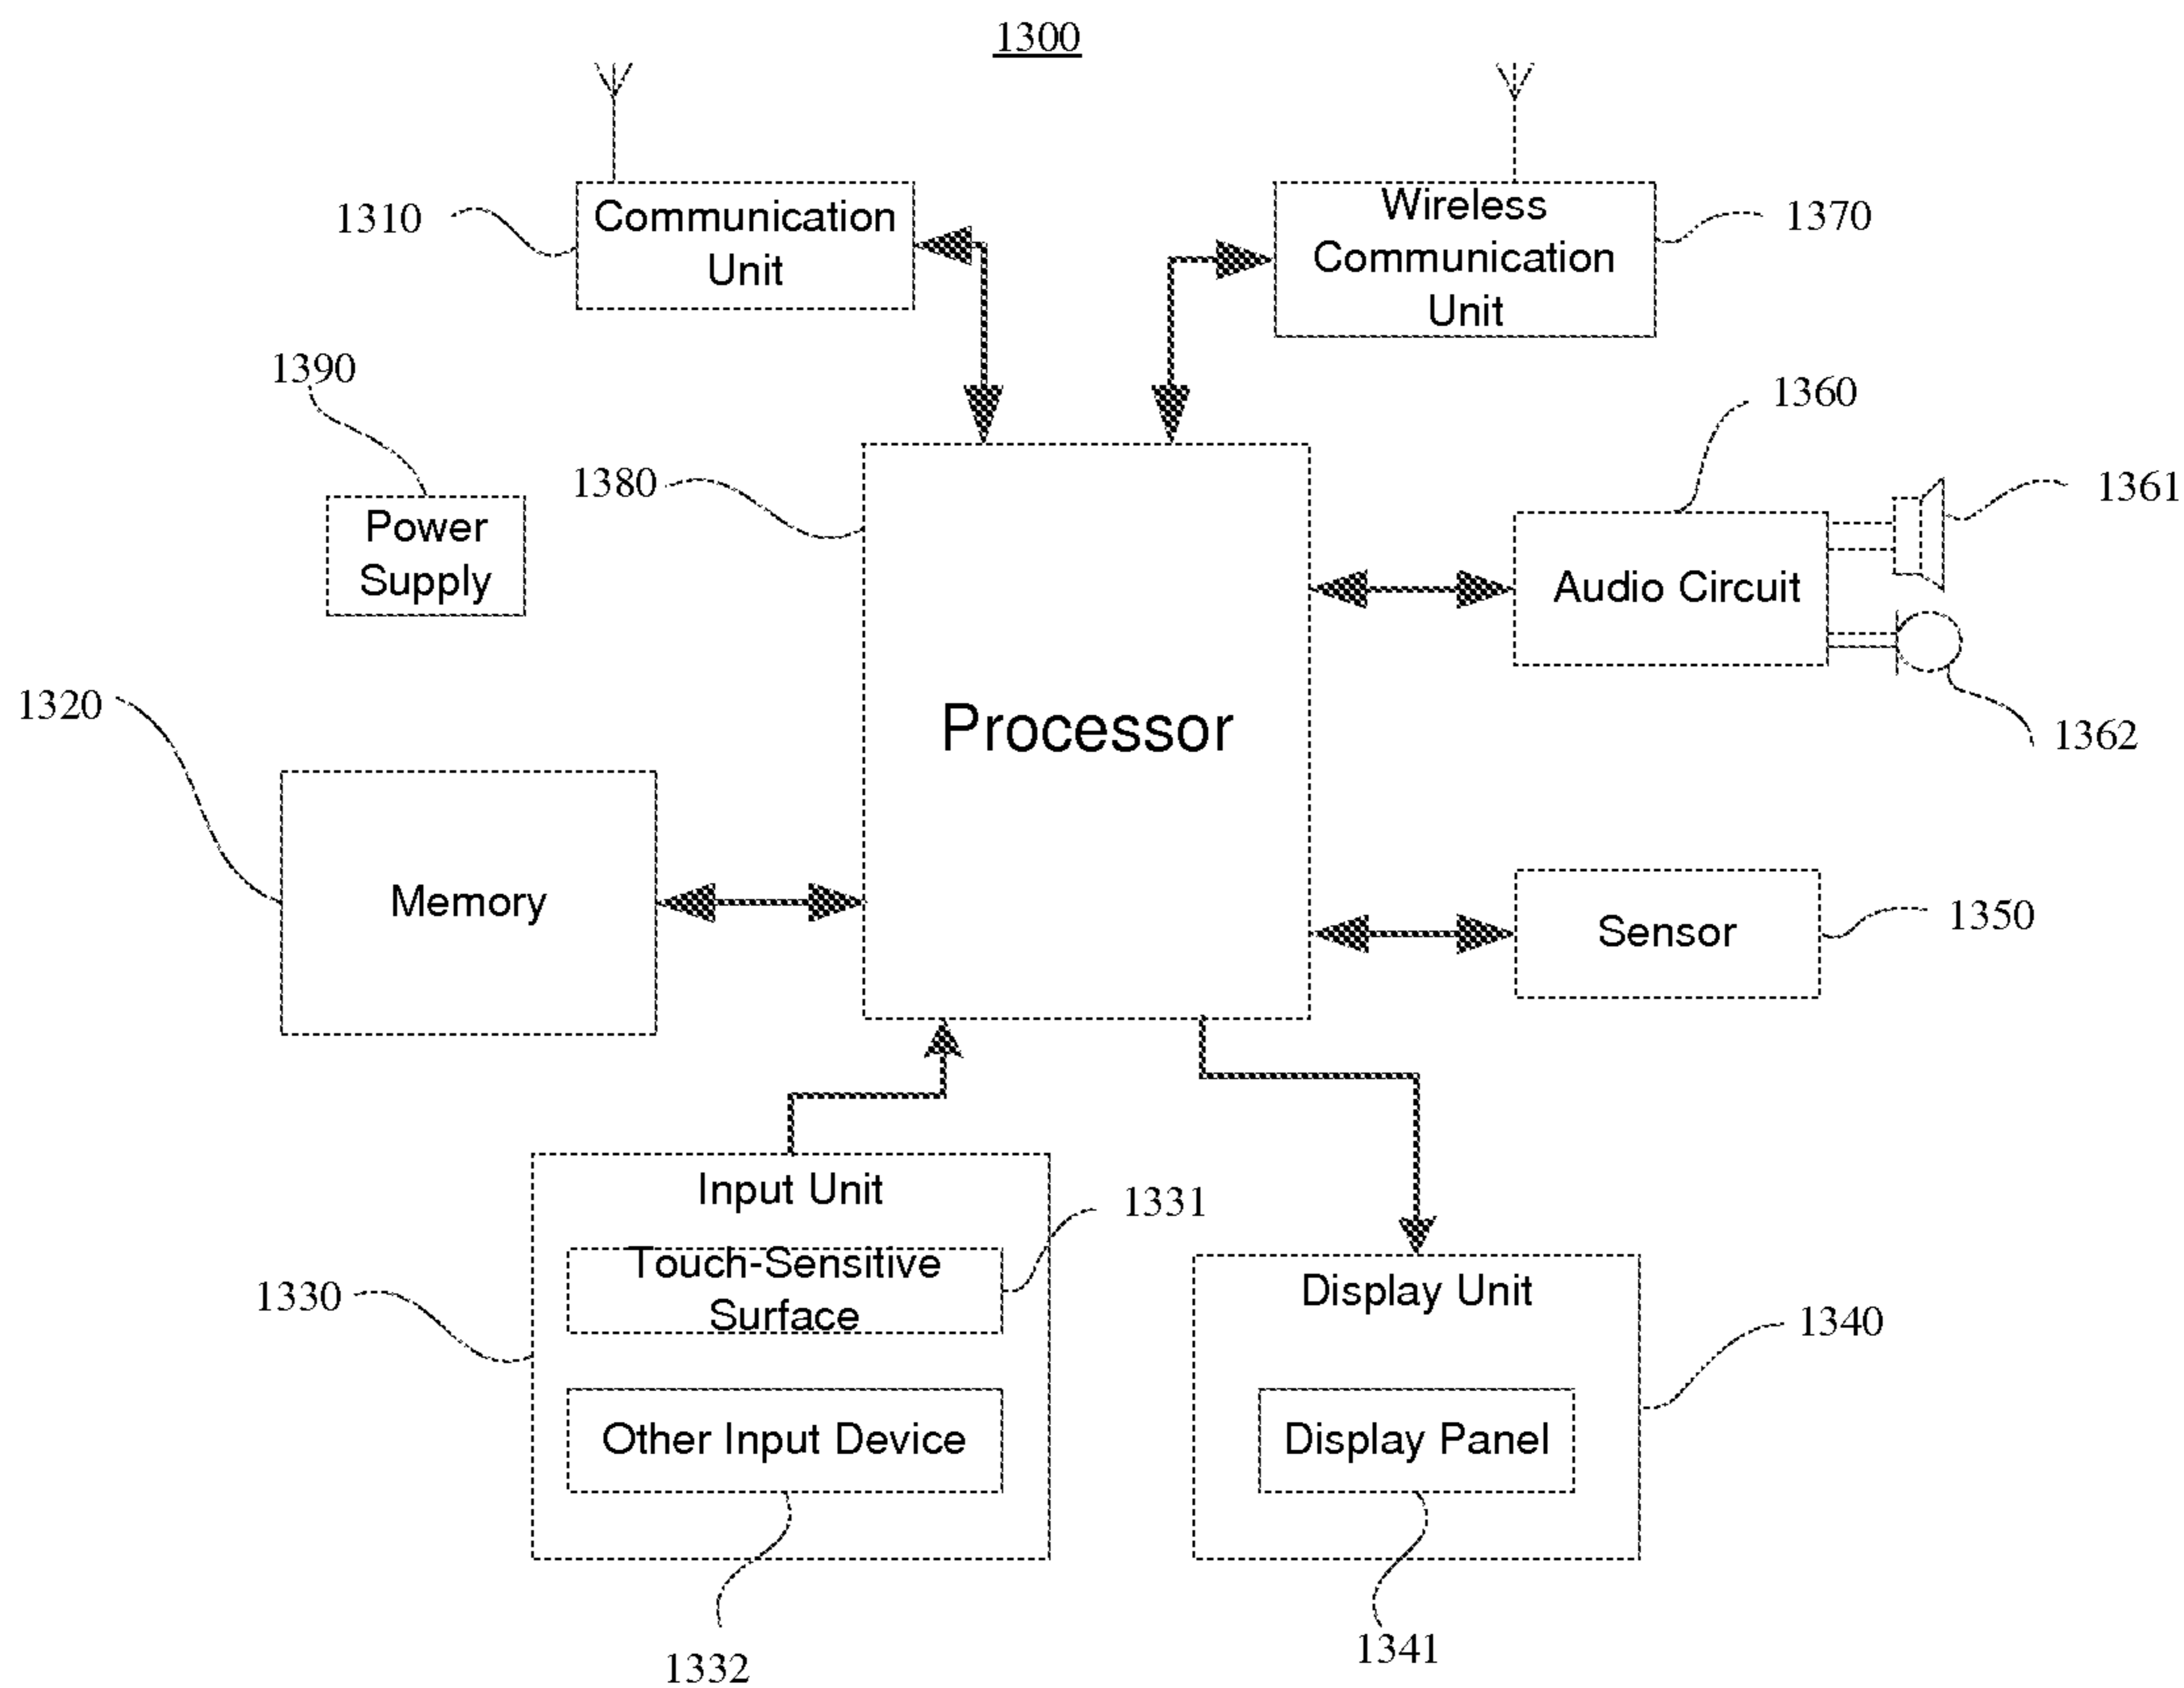 1300
1310
Communication
Unit
Wireless
Communication
Unit
1370
1390
Power
Supply
1380
1360
1361
Audio Circuit
1362
Processor
1320
Memory
Sensor
1350
Input Unit
1331
Touch-Sensitive
Surface
1330
Other Input Device
1332
Display Unit
1340
Display Panel
1341